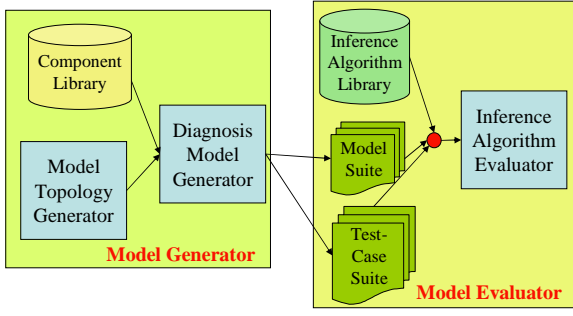 Component
Library
Model
Topology
Generator
Diagnosis
Model
Generator
Model Generator
Inference
Algorithm
Library
Model
Suite
Test-
Case
Suite
Inference
Algorithm
Evaluator
Model Evaluator